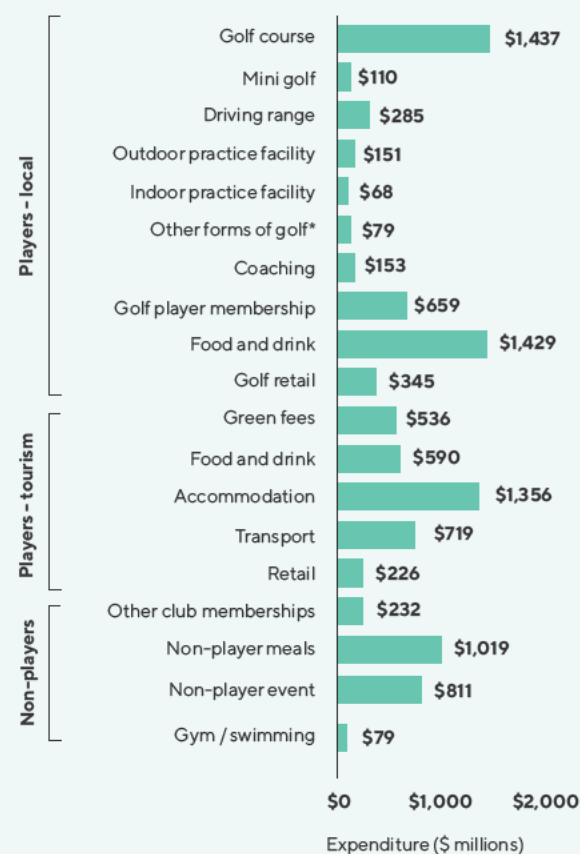 Players – local
Golf course $1,437
Mini golf $110
Driving range $285
Outdoor practice facility $151
Indoor practice facility $68
Other forms of golf* $79
Coaching $153
Golf player membership $659
Food and drink $1,429
Golf retail $345
Players – tourism
Green fees $536
Food and drink $590
Accommodation $1,356
Transport $719
Retail $226
Non-players
Other club memberships $232
Non-player meals $1,019
Non-player event $811
Gym / swimming $79
$0 $1,000 $2,000
Expenditure ($ millions)